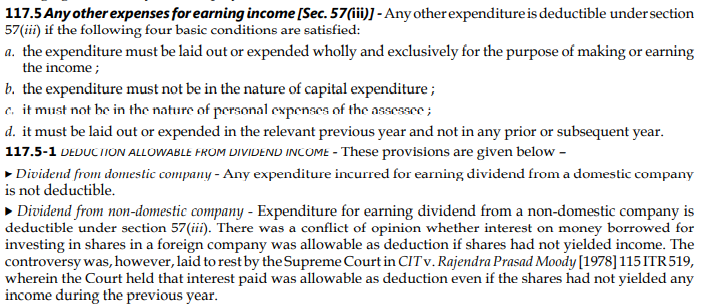 117.5 Any other expenses for earning income [Sec. 57(iii)] - Any other expenditure is deductible under section
57(iii) if the following four basic conditions are satisfied:
a. the expenditure must be laid out or expended wholly and exclusively for the purpose of making or earning
the income ;
b. the expenditure must not be in the nature of capital expenditure ;
c. it must not be in the nature of personal expenses of the assessee ;
d. it must be laid out or expended in the relevant previous year and not in any prior or subsequent year.
117.5-1 DEDUCTION ALLOWABLE FROM DIVIDEND INCOME - These provisions are given below –
▸ Dividend from domestic company - Any expenditure incurred for earning dividend from a domestic company
is not deductible.
▸ Dividend from non-domestic company - Expenditure for earning dividend from a non-domestic company is
deductible under section 57(iii). There was a conflict of opinion whether interest on money borrowed for
investing in shares in a foreign company was allowable as deduction if shares had not yielded income. The
controversy was, however, laid to rest by the Supreme Court in CIT v. Rajendra Prasad Moody [1978] 115 ITR 519,
wherein the Court held that interest paid was allowable as deduction even if the shares had not yielded any
income during the previous year.